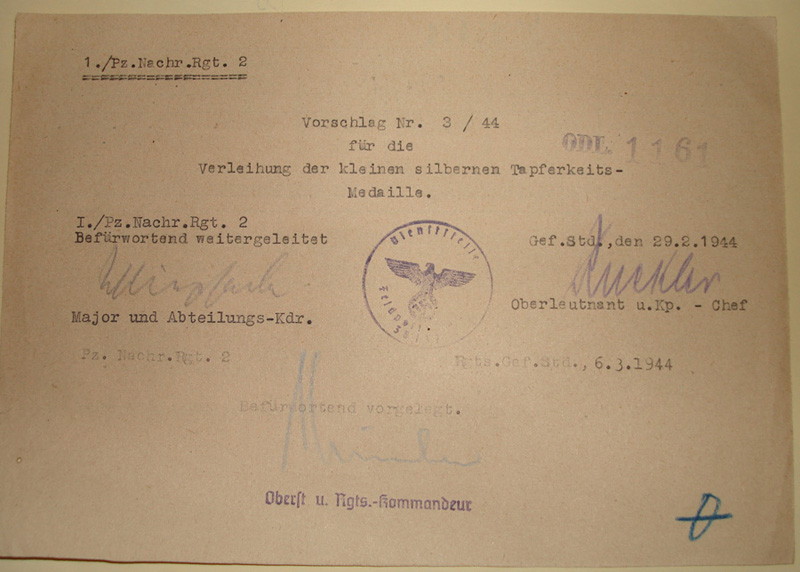 1./Pz.Nachr.Rgt. 2
Vorschlag Nr. 3 / 44
für die
ODL 1161
Verleihung der kleinen silbernen Tapferkeits-
Medaille.
I./Pz.Nachr.Rgt. 2
Befürwortend weitergeleitet
Major und Abteilungs-Kdr.
Dienststelle
Feldpost
Gef.Std.,den 29.2.1944
Oberleutnant u.Kp. - Chef
Pz. Nachr.Rgt. 2
Rgts.Gef.Std., 6.3.1944
Befürwortend vorgelegt.
Oberst u. Rgts.-Kommandeur